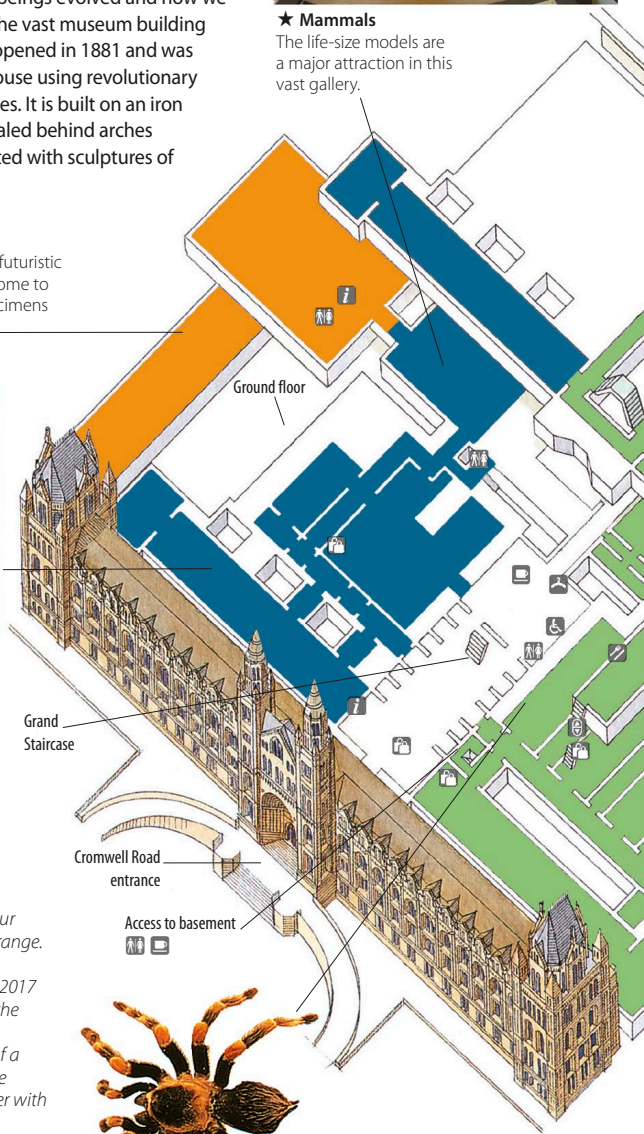 beings evolved and how we
he vast museum building
opened in 1881 and was
ouse using revolutionary
es. It is built on an iron
aled behind arches
ted with sculptures of
★ Mammals
The life-size models are
a major attraction in this
vast gallery.
futuristic
ome to
cimens
Ground floor
Grand
Staircase
Cromwell Road
entrance
Access to basement
ur
range.
2017
the
f a
e
er with